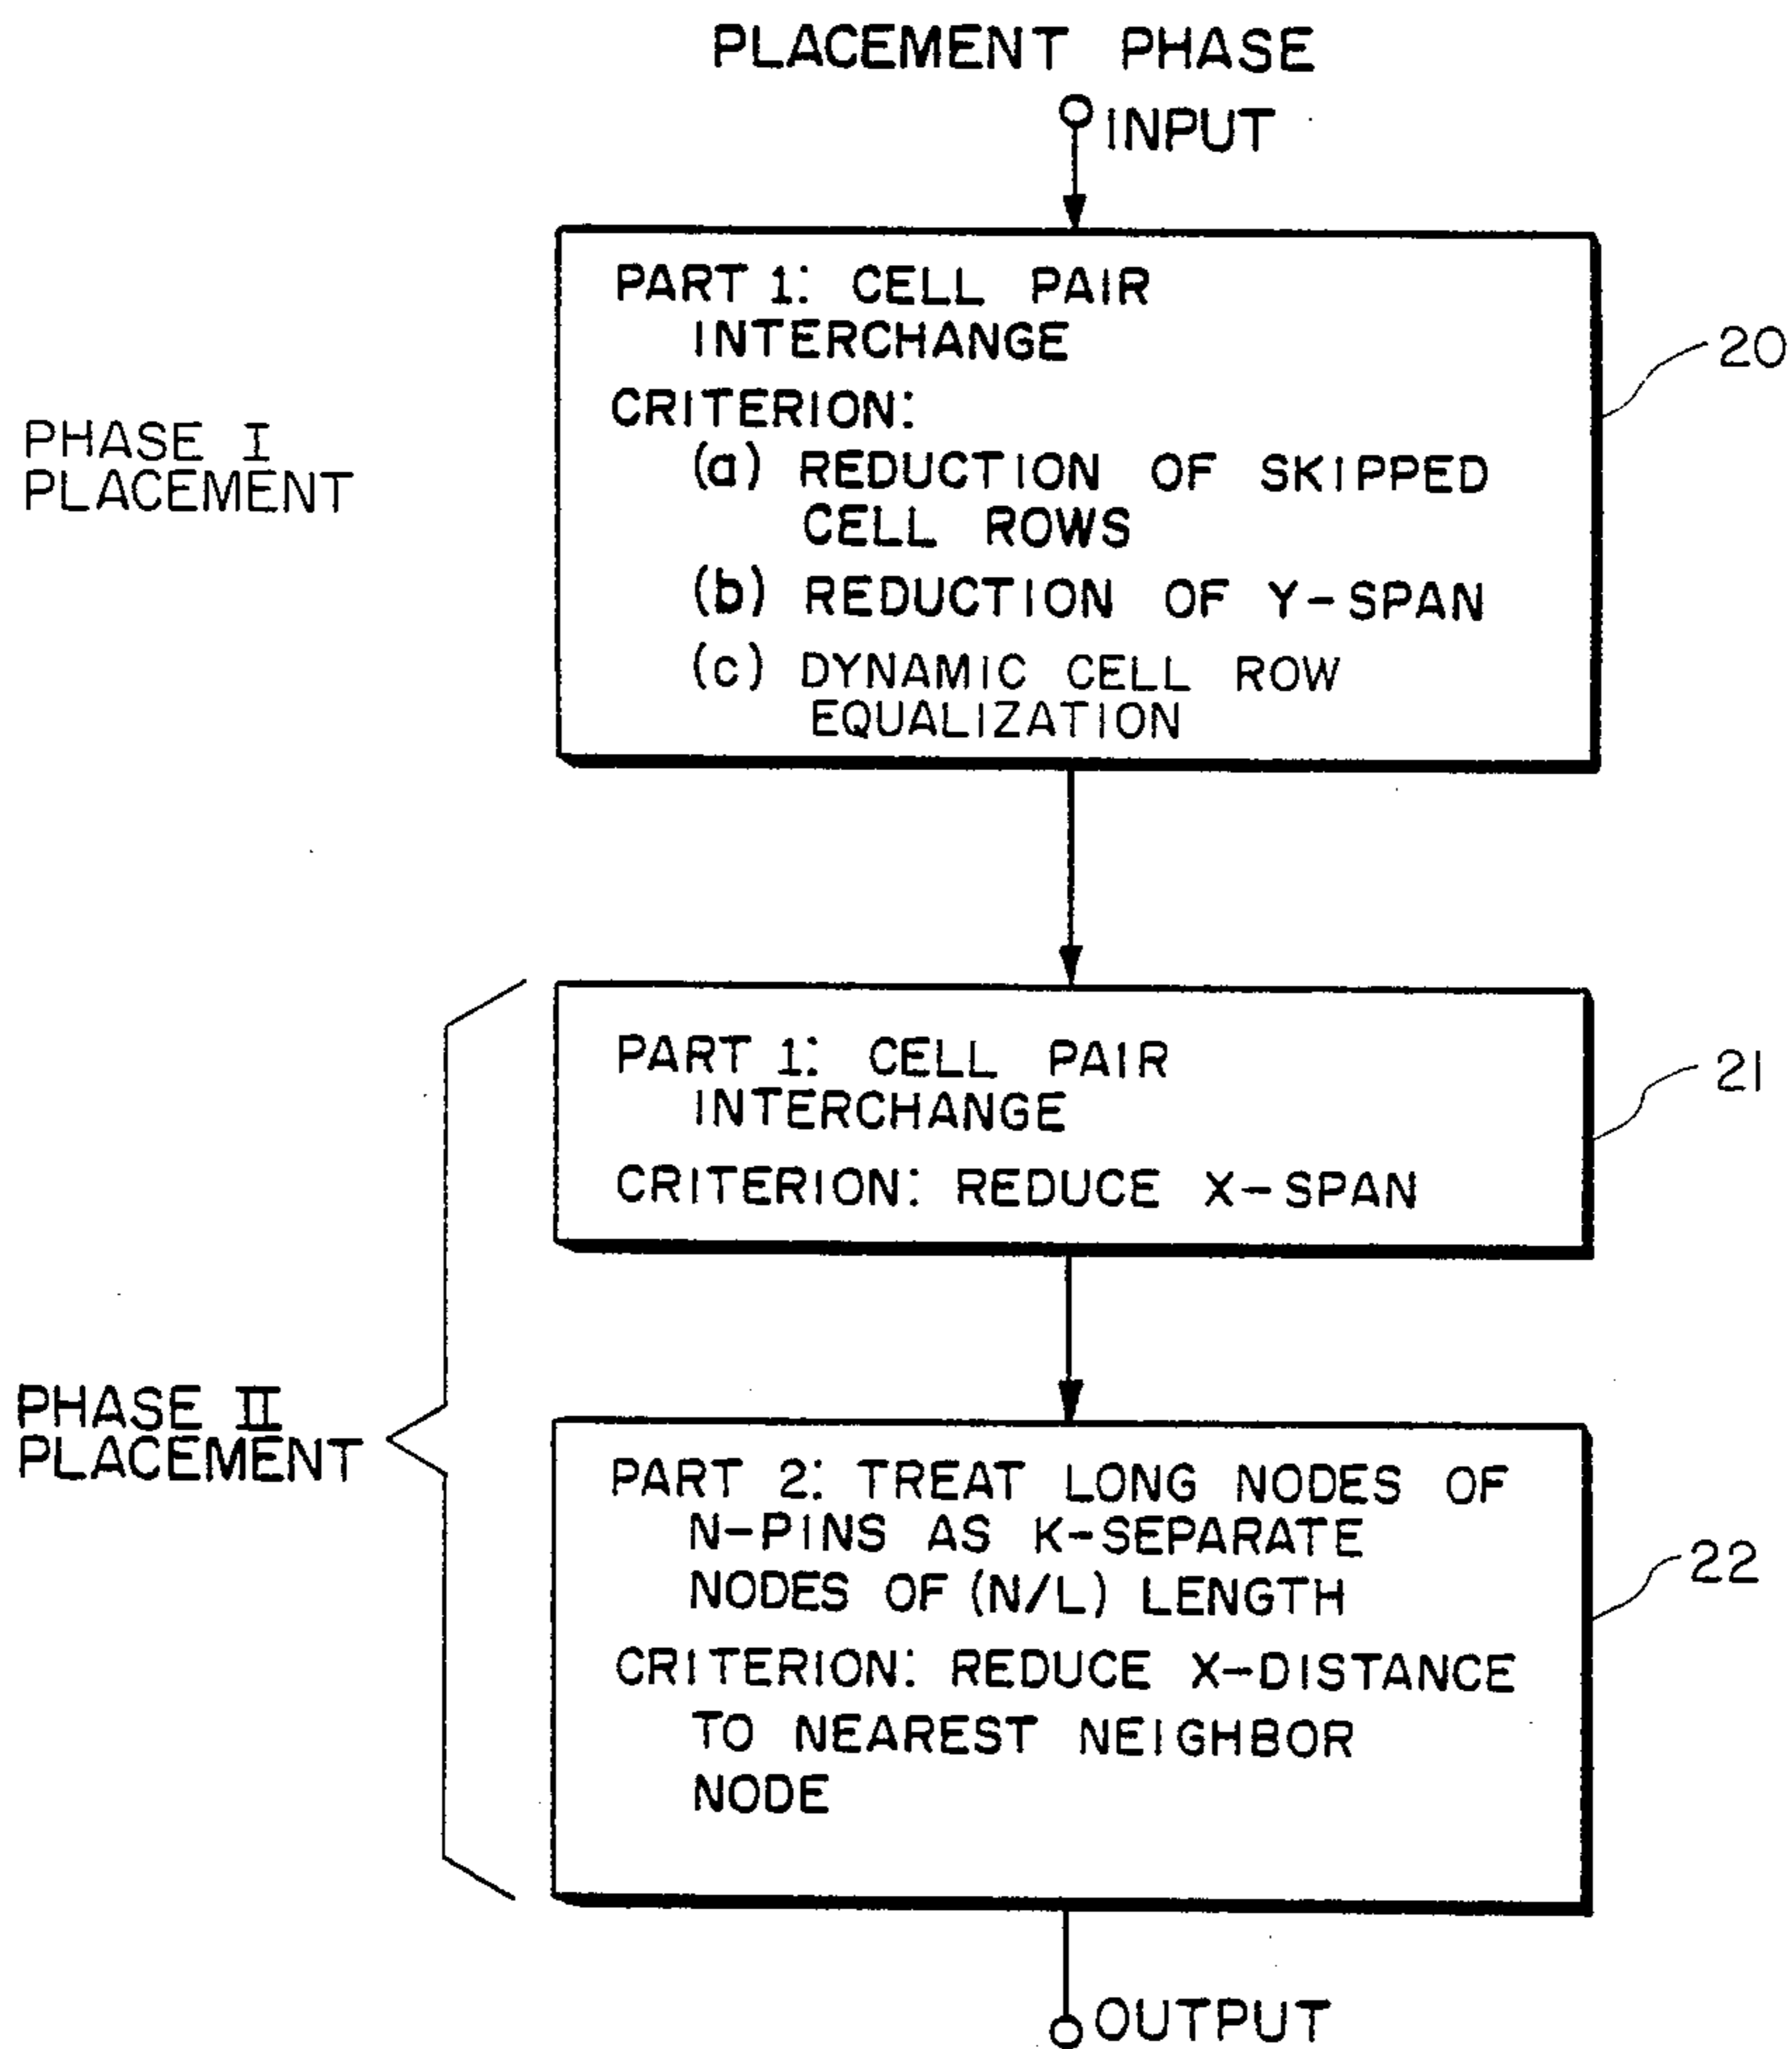 PLACEMENT PHASE
INPUT
PART 1: CELL PAIR
INTERCHANGE
CRITERION:
(a) REDUCTION OF SKIPPED
CELL ROWS
(b) REDUCTION OF Y-SPAN
(c) DYNAMIC CELL ROW
EQUALIZATION
20
PHASE I
PLACEMENT
PART 1: CELL PAIR
INTERCHANGE
CRITERION: REDUCE X-SPAN
21
PHASE II
PLACEMENT
PART 2: TREAT LONG NODES OF
N-PINS AS K-SEPARATE
NODES OF (N/L) LENGTH
CRITERION: REDUCE X-DISTANCE
TO NEAREST NEIGHBOR
NODE
22
OUTPUT